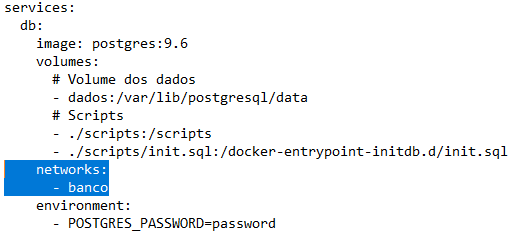 services:
  db:
    image: postgres:9.6
    volumes:
      # Volume dos dados
      - dados:/var/lib/postgresql/data
      # Scripts
      - ./scripts:/scripts
      - ./scripts/init.sql:/docker-entrypoint-initdb.d/init.sql
    networks:
      - banco
    environment:
      - POSTGRES_PASSWORD=password